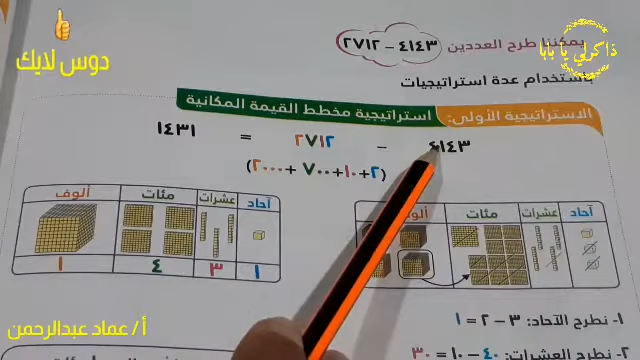 دوس لايك
ذاكرلي يا بابا
يمكننا طرح العددين ٤١٤٣ - ٢٧١٢
باستخدام عدة استراتيجيات
الاستراتيجية الأولى: استراتيجية مخطط القيمة المكانية
٤١٤٣ - ٢٧١٢ = ١٤٣١
(٢+١٠+٧٠٠+٢٠٠٠)
آحاد عشرات مئات ألوف
آحاد عشرات مئات ألوف
١ ٣ ٤ ١
١- نطرح الآحاد: ٣ - ٢ = ١
٢- نطرح العشرات: ٤٠ - ١٠ = ٣٠
أ/ عماد عبدالرحمن